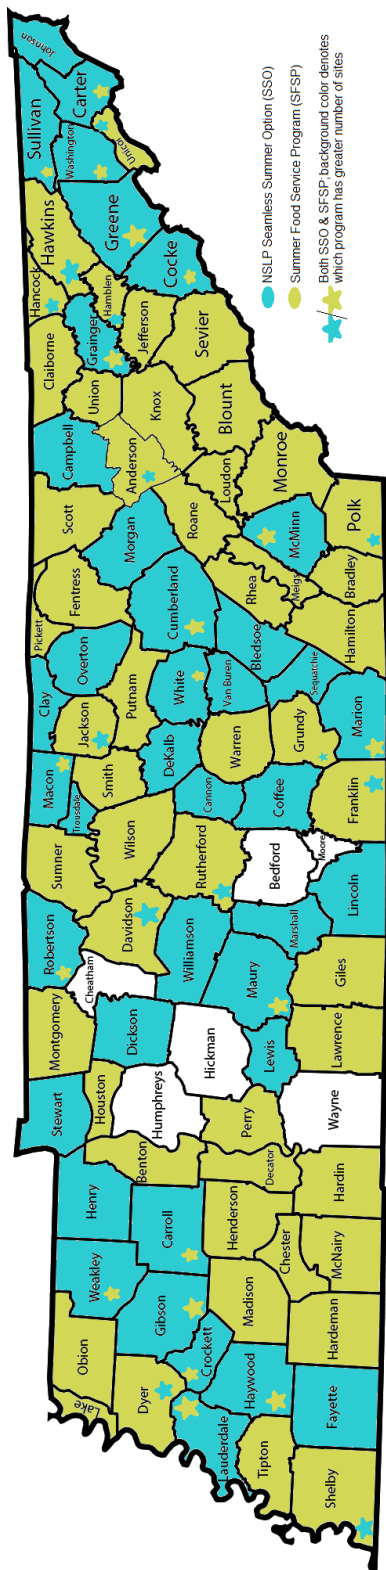 Johnson
Carter
Sullivan
Washington
Unicoi
Greene
Hawkins
Cocke
Hancock
Hamblen
Grainger
Jefferson
Claiborne
Sevier
Union
Knox
Blount
Campbell
Anderson
Loudon
Monroe
Scott
Morgan
Roane
McMinn
Polk
Fentress
Cumberland
Rhea
Meigs
Bradley
Pickett
Overton
Bledsoe
Hamilton
Clay
Putnam
White
Van Buren
Sequatchie
Jackson
Marion
Macon
Smith
DeKalb
Warren
Grundy
Trousdale
Cannon
Coffee
Franklin
Sumner
Wilson
Rutherford
Bedford
Moore
Robertson
Davidson
Williamson
Marshall
Lincoln
Cheatham
Maury
Giles
Montgomery
Dickson
Hickman
Lewis
Lawrence
Stewart
Houston
Humphreys
Perry
Wayne
Benton
Decator
Hardin
Henry
Carroll
Henderson
Chester
McNairy
Weakley
Gibson
Madison
Hardeman
Obion
Crockett
Lake
Dyer
Haywood
Fayette
Lauderdale
Tipton
Shelby
NSLP Seamless Summer Option (SSO)
Summer Food Service Program (SFSP)
/ Both SSO & SFSP; background color denotes
which program has greater number of sites